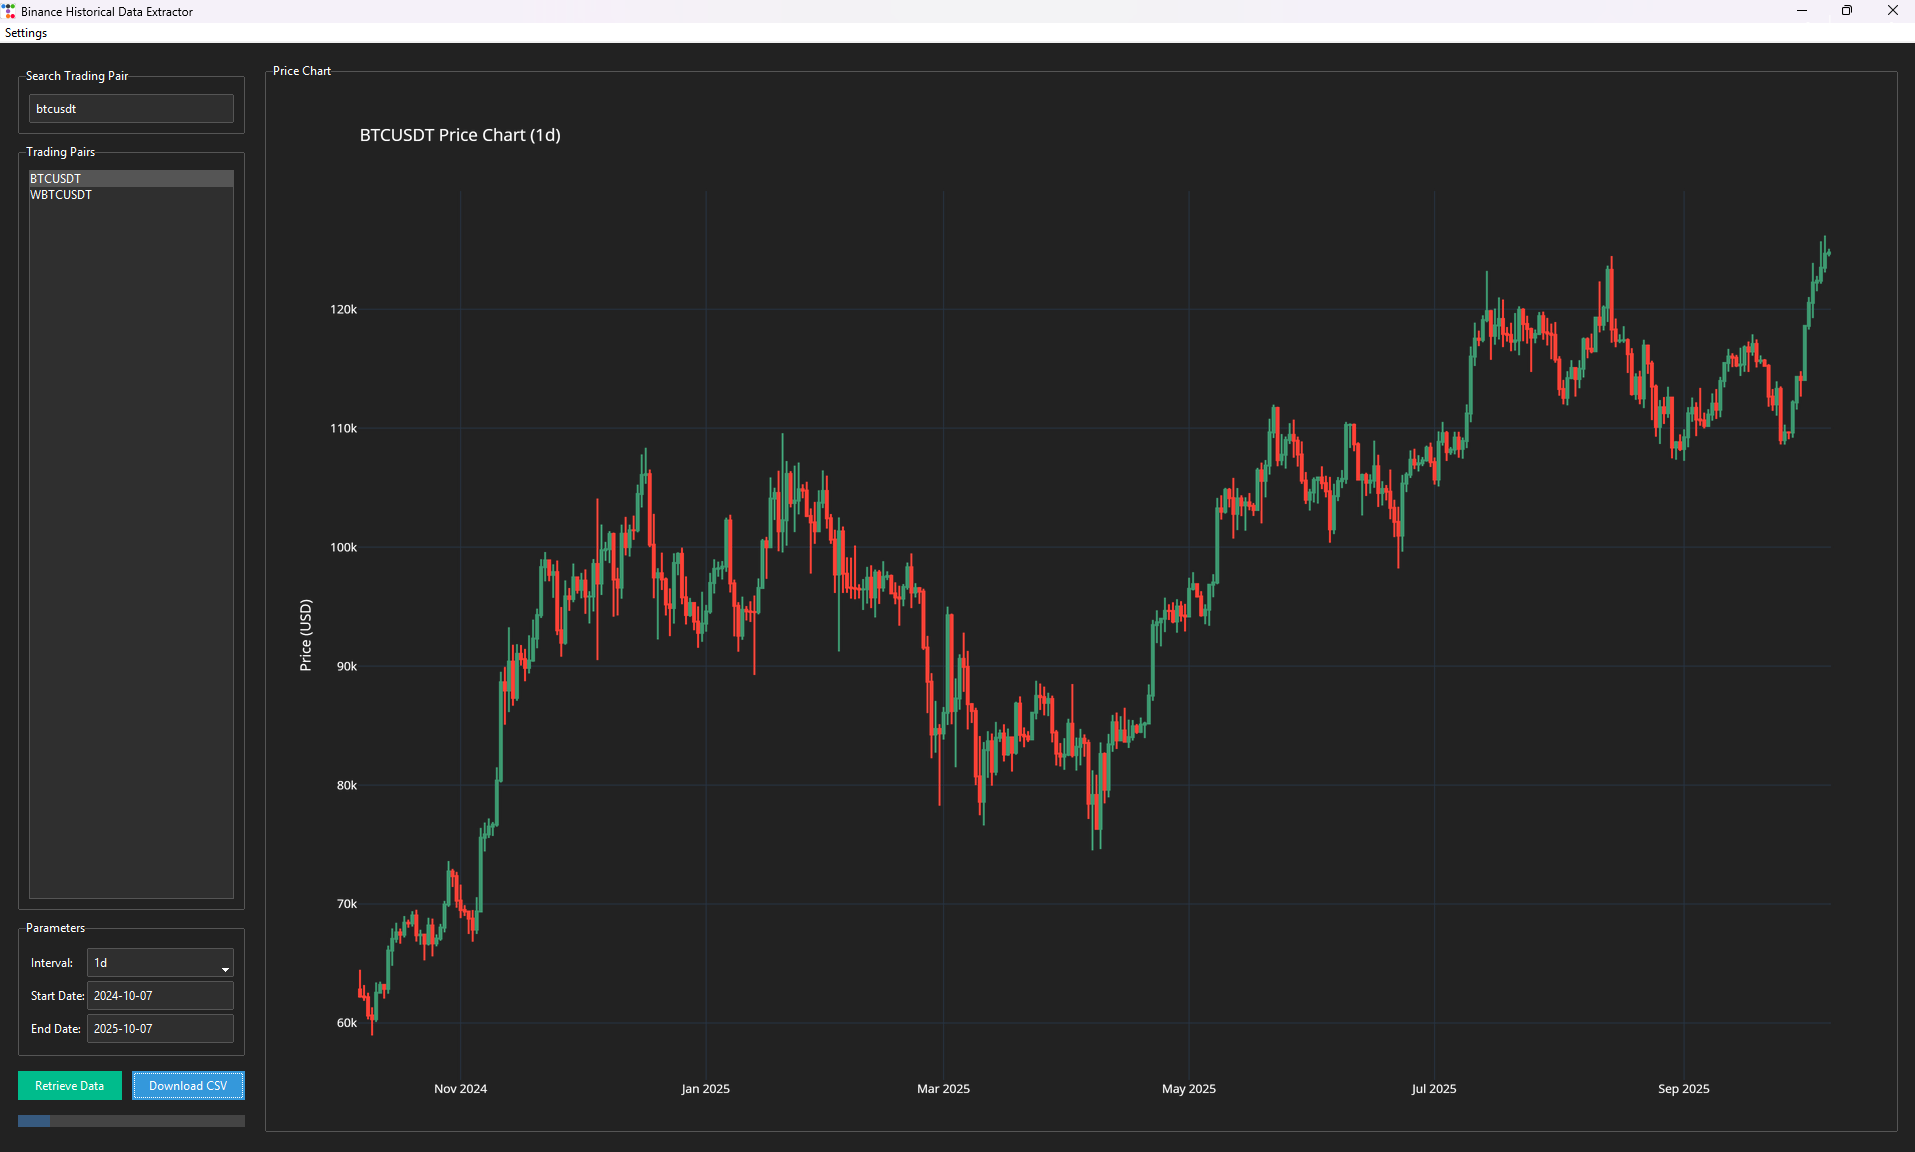 Binance Historical Data Extractor
Settings
Search Trading Pair
btcusdt
Trading Pairs
BTCUSDT
WBTCUSDT
Parameters
Interval: 1d
Start Date: 2024-10-07
End Date: 2025-10-07
Retrieve Data Download CSV
Price Chart
BTCUSDT Price Chart (1d)
Price (USD)
120k
110k
100k
90k
80k
70k
60k
Nov 2024 Jan 2025 Mar 2025 May 2025 Jul 2025 Sep 2025